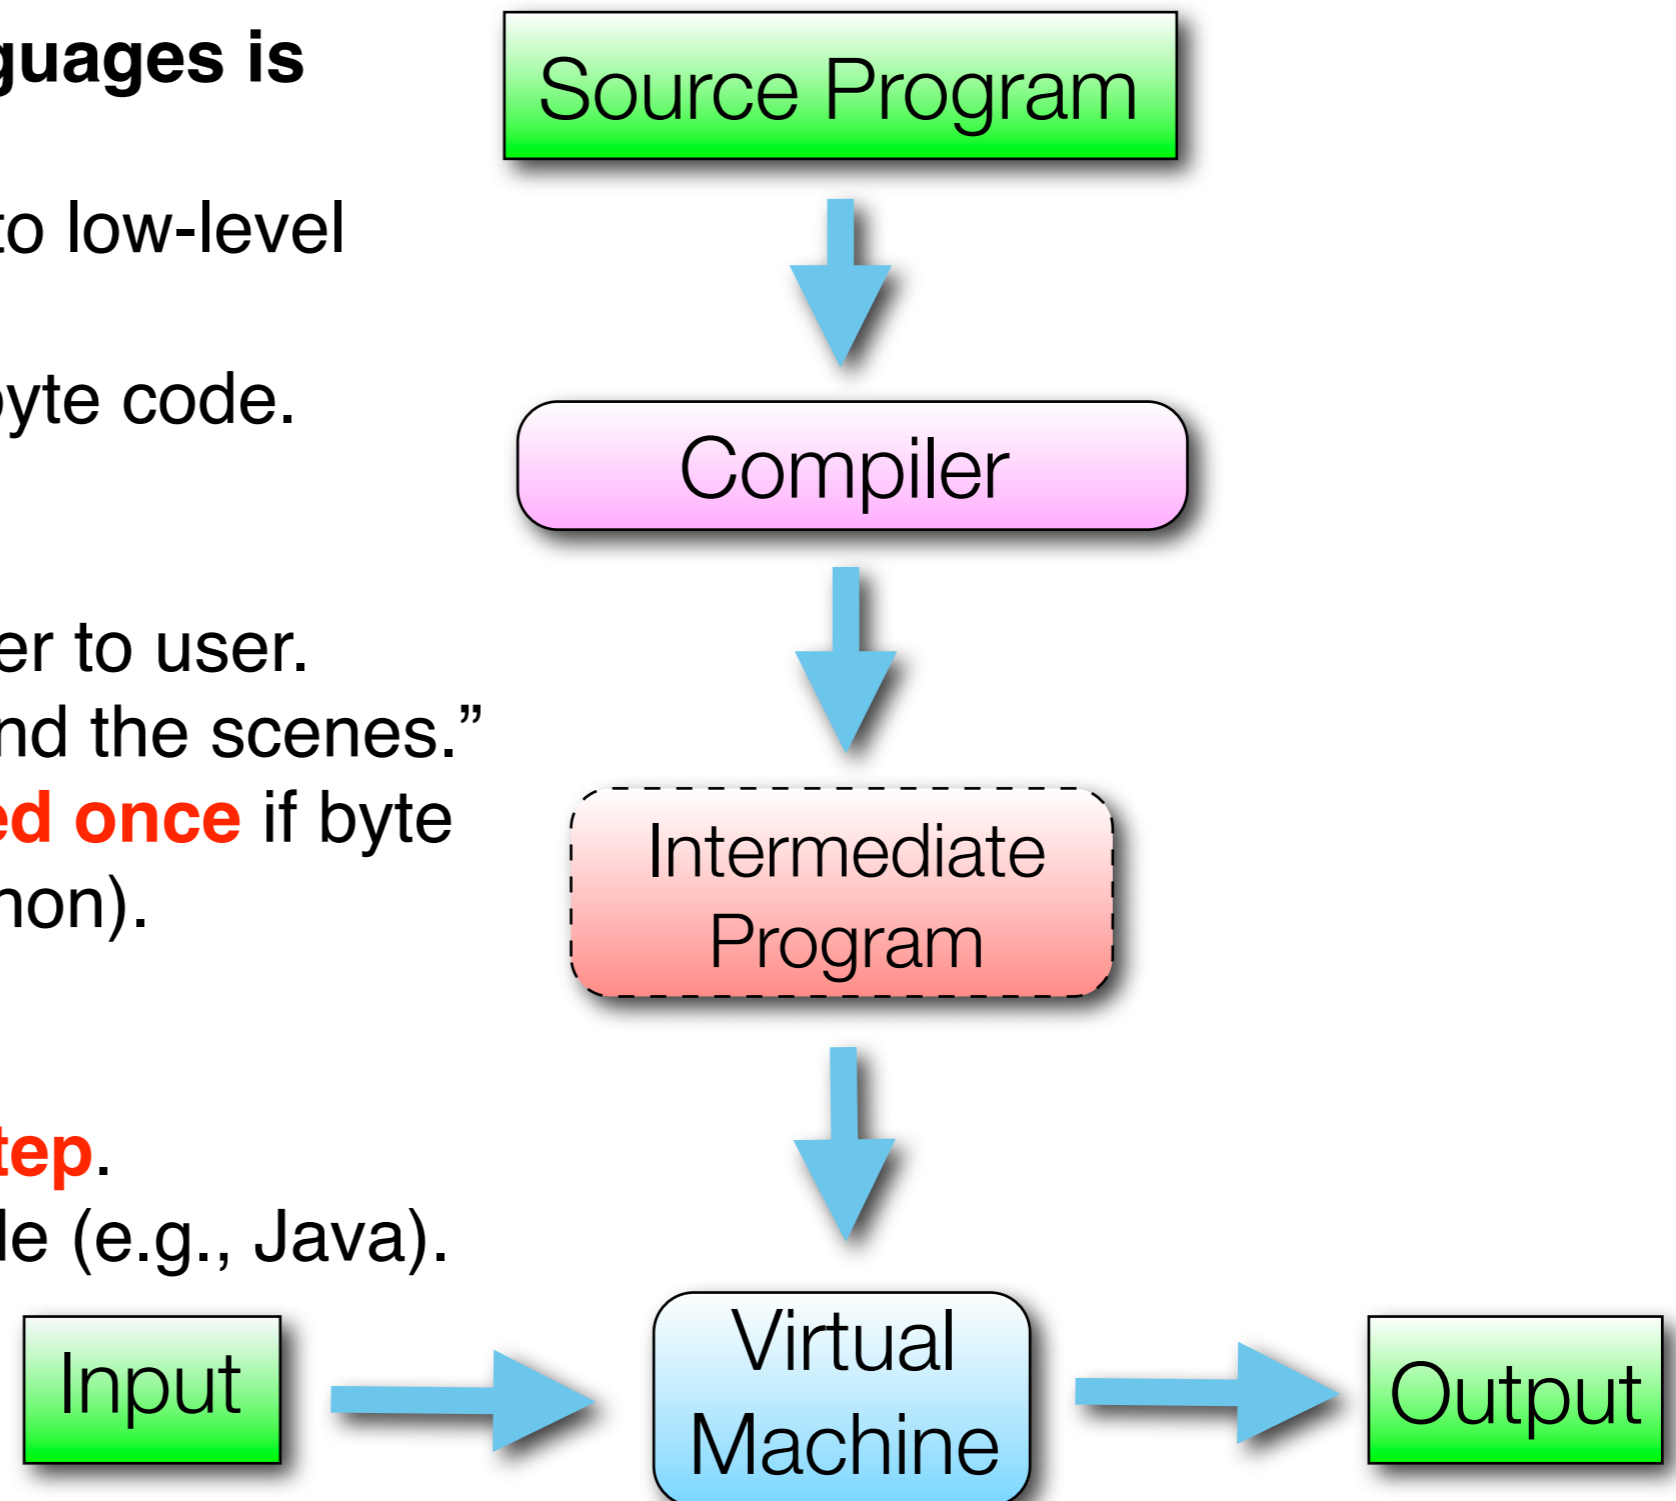 guages is
to low-level
byte code.
er to user.
nd the scenes.”
ed once if byte
hon).
tep.
le (e.g., Java).
Source Program
Compiler
Intermediate
Program
Input
Virtual
Machine
Output